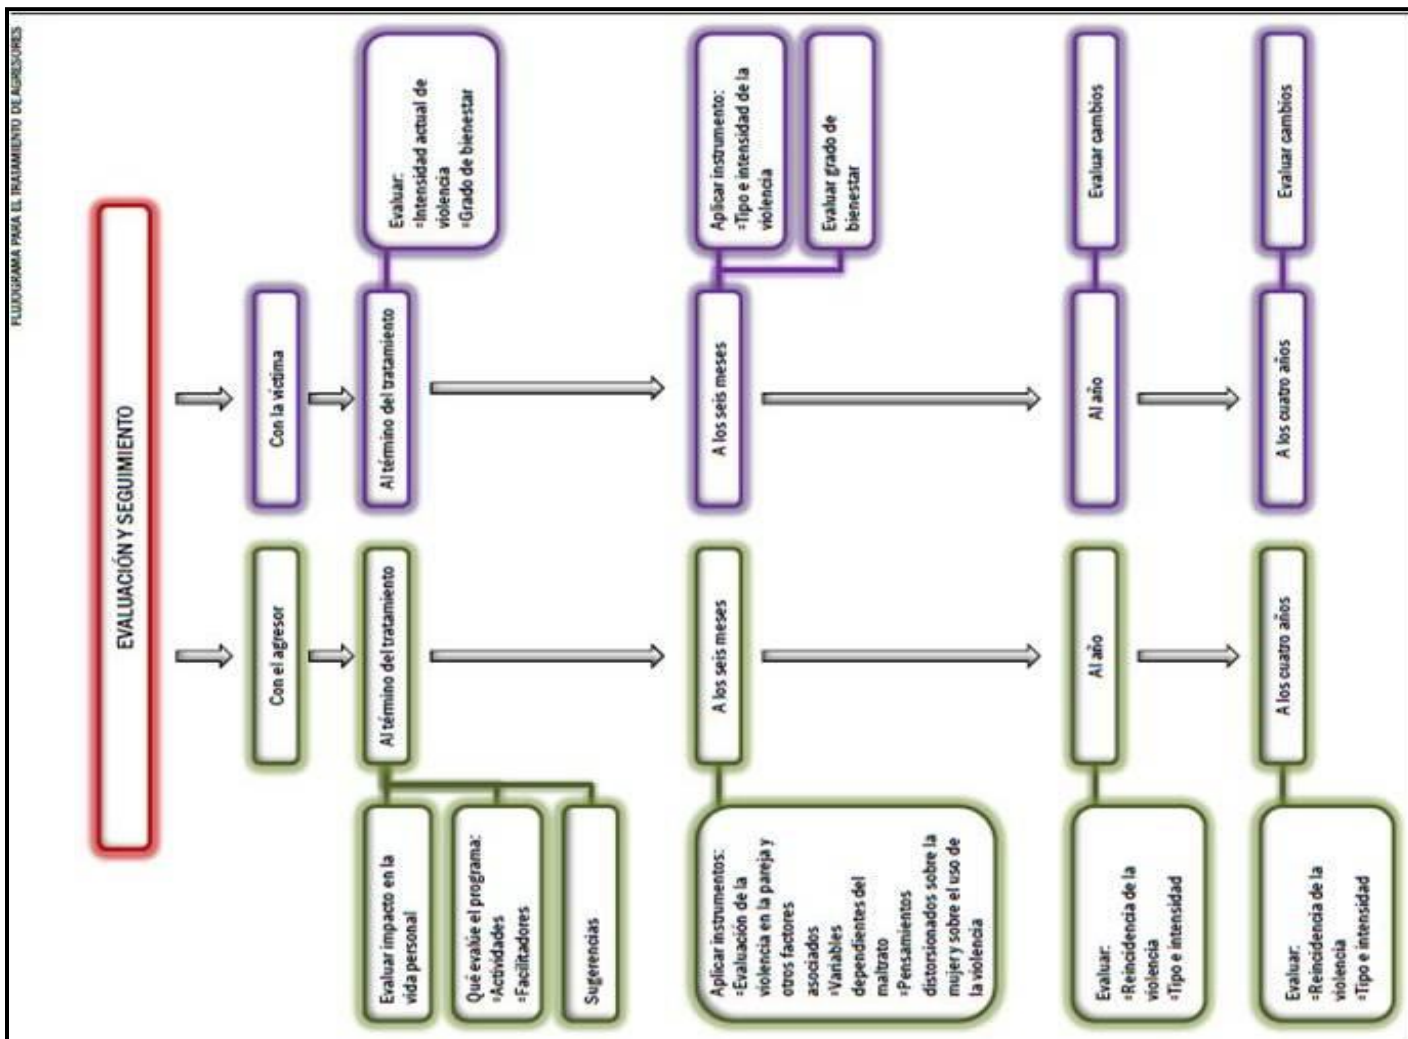 FLUJOGRAMA PARA EL TRATAMIENTO DE AGRESORES
EVALUACIÓN Y SEGUIMIENTO
Con el agresor
Al término del tratamiento
Evaluar impacto en la
vida personal
Qué evalúe el programa:
▪Actividades
▪Facilitadores
Sugerencias
A los seis meses
Aplicar instrumentos:
▪Evaluación de la
violencia en la pareja y
otros factores
asociados
▪Variables
dependientes del
maltrato
▪Pensamientos
distorsionados sobre la
mujer y sobre el uso de
la violencia
Al año
Evaluar:
▪Reincidencia de la
violencia
▪Tipo e intensidad
A los cuatro años
Evaluar:
▪Reincidencia de la
violencia
▪Tipo e intensidad
Con la víctima
Al término del tratamiento
Evaluar:
▪Intensidad actual de
violencia
▪Grado de bienestar
A los seis meses
Aplicar instrumento:
▪Tipo e intensidad de la
violencia
Evaluar grado de
bienestar
Al año
Evaluar cambios
A los cuatro años
Evaluar cambios